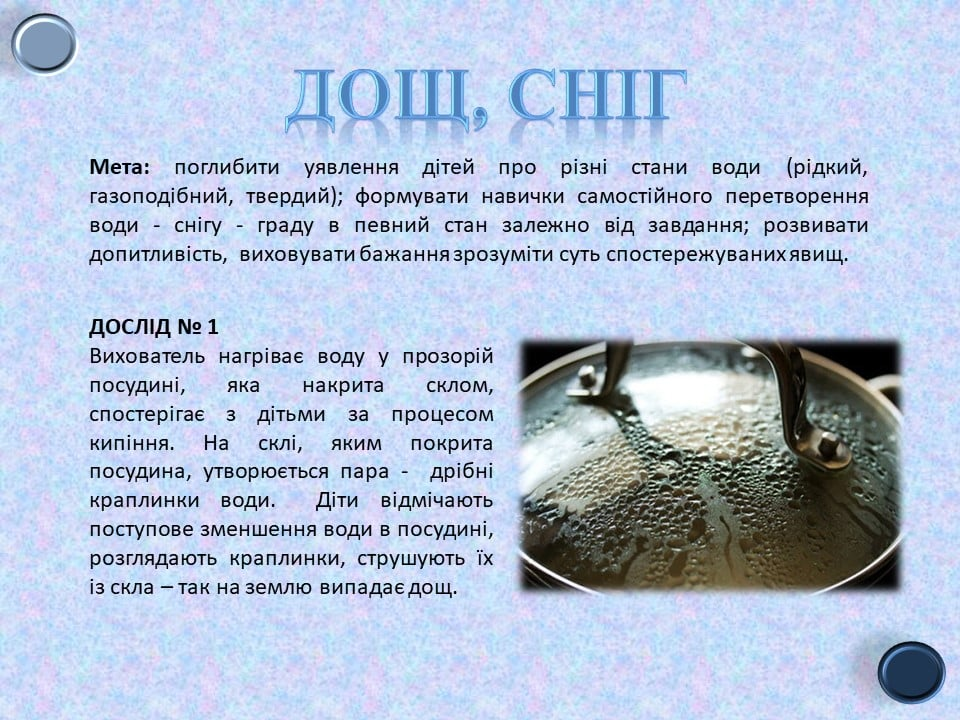 ДОЩ, СНІГ
Мета: поглибити уявлення дітей про різні стани води (рідкий,
газоподібний, твердий); формувати навички самостійного перетворення
води - снігу - граду в певний стан залежно від завдання; розвивати
допитливість, виховувати бажання зрозуміти суть спостережуваних явищ.
ДОСЛІД № 1
Вихователь нагріває воду у прозорій
посудині, яка накрита склом,
спостерігає з дітьми за процесом
кипіння. На склі, яким покрита
посудина, утворюється пара - дрібні
краплинки води. Діти відмічають
поступове зменшення води в посудині,
розглядають краплинки, струшують їх
із скла – так на землю випадає дощ.